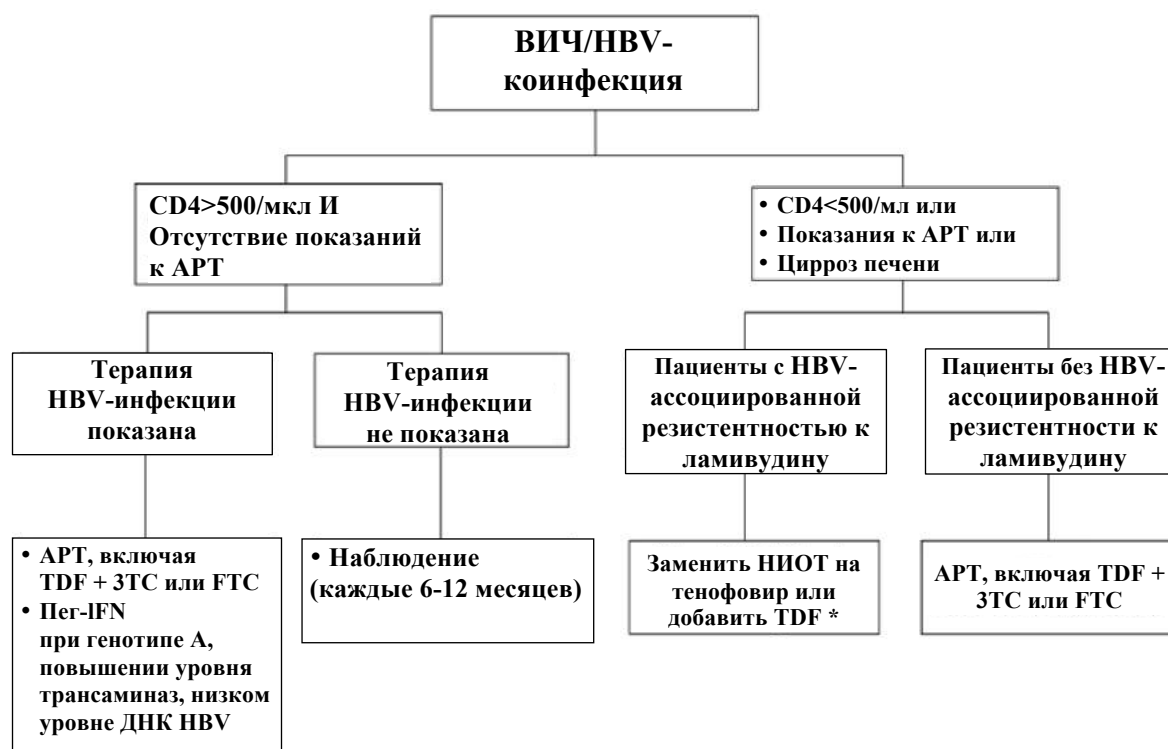 ВИЧ/HBV-
коинфекция
CD4>500/мкл И
Отсутствие показаний
к АРТ
• CD4<500/мл или
• Показания к АРТ или
• Цирроз печени
Терапия
HBV-инфекции
показана
Терапия
HBV-инфекции
не показана
Пациенты с HBV-
ассоциированной
резистентностью к
ламивудину
Пациенты без HBV-
ассоциированной
резистентности к
ламивудину
• АРТ, включая
TDF + 3TC или FTC
• Пег-IFN
при генотипе А,
повышении уровня
трансаминаз, низком
уровне ДНК HBV
• Наблюдение
(каждые 6-12 месяцев)
Заменить НИОТ на
тенофовир или
добавить TDF *
АРТ, включая TDF +
3TC или FTC